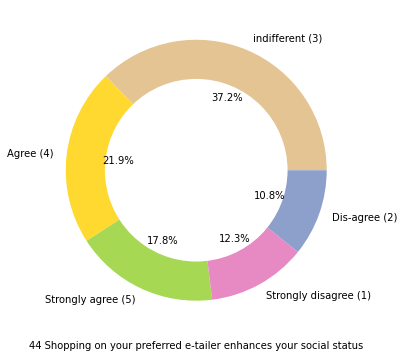 indifferent (3)
37.2%
Agree (4)
21.9%
10.8%
Dis-agree (2)
17.8%
12.3%
Strongly agree (5)
Strongly disagree (1)
44 Shopping on your preferred e-tailer enhances your social status